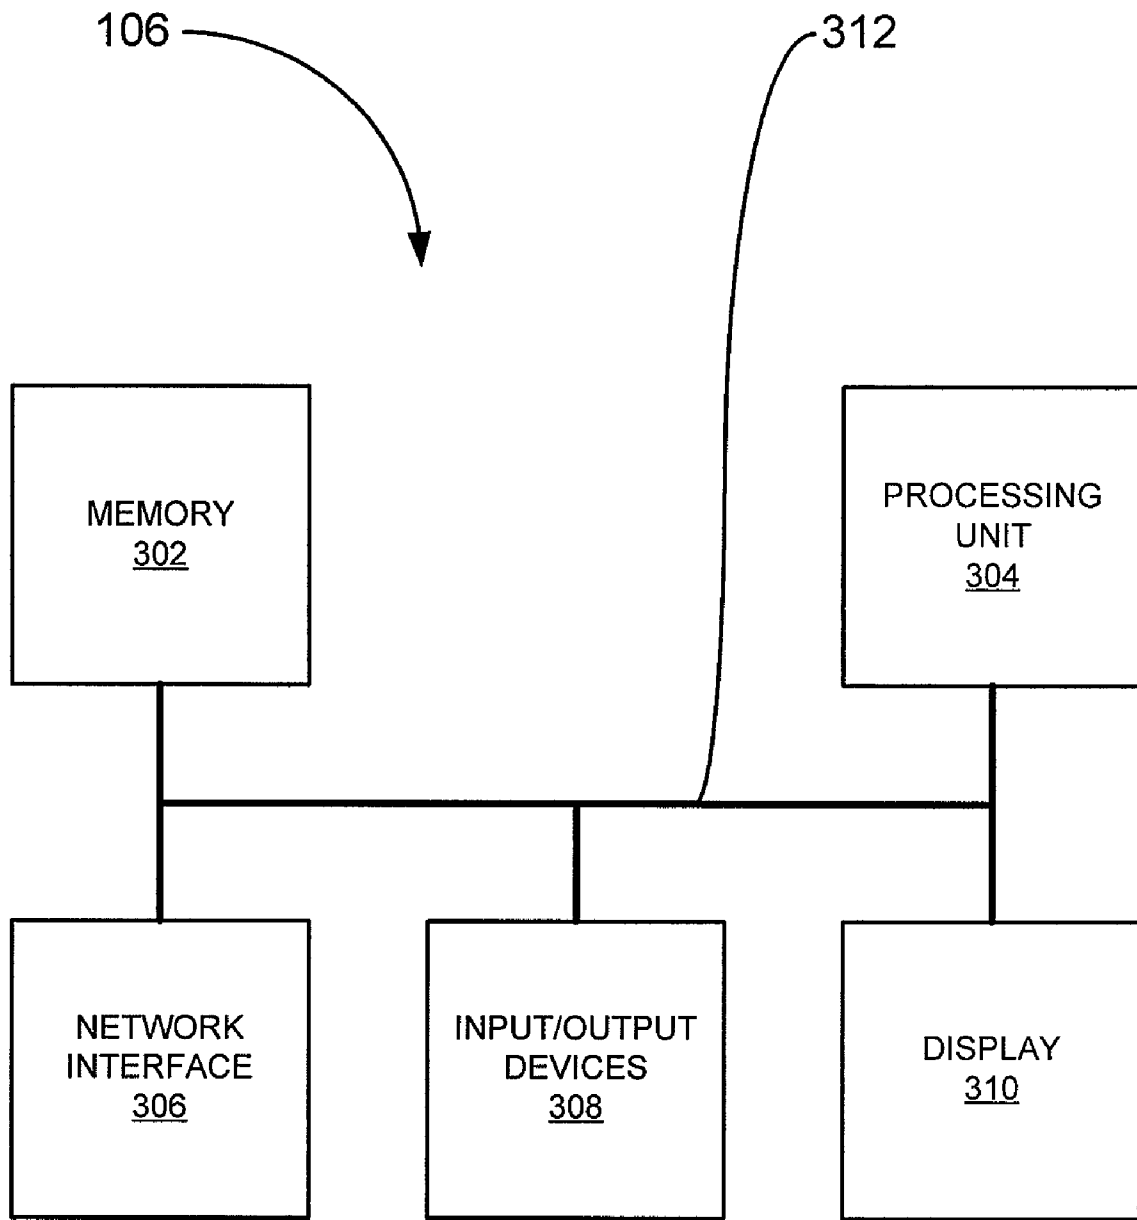 106
312
MEMORY
302
PROCESSING
UNIT
304
NETWORK
INTERFACE
306
INPUT/OUTPUT
DEVICES
308
DISPLAY
310